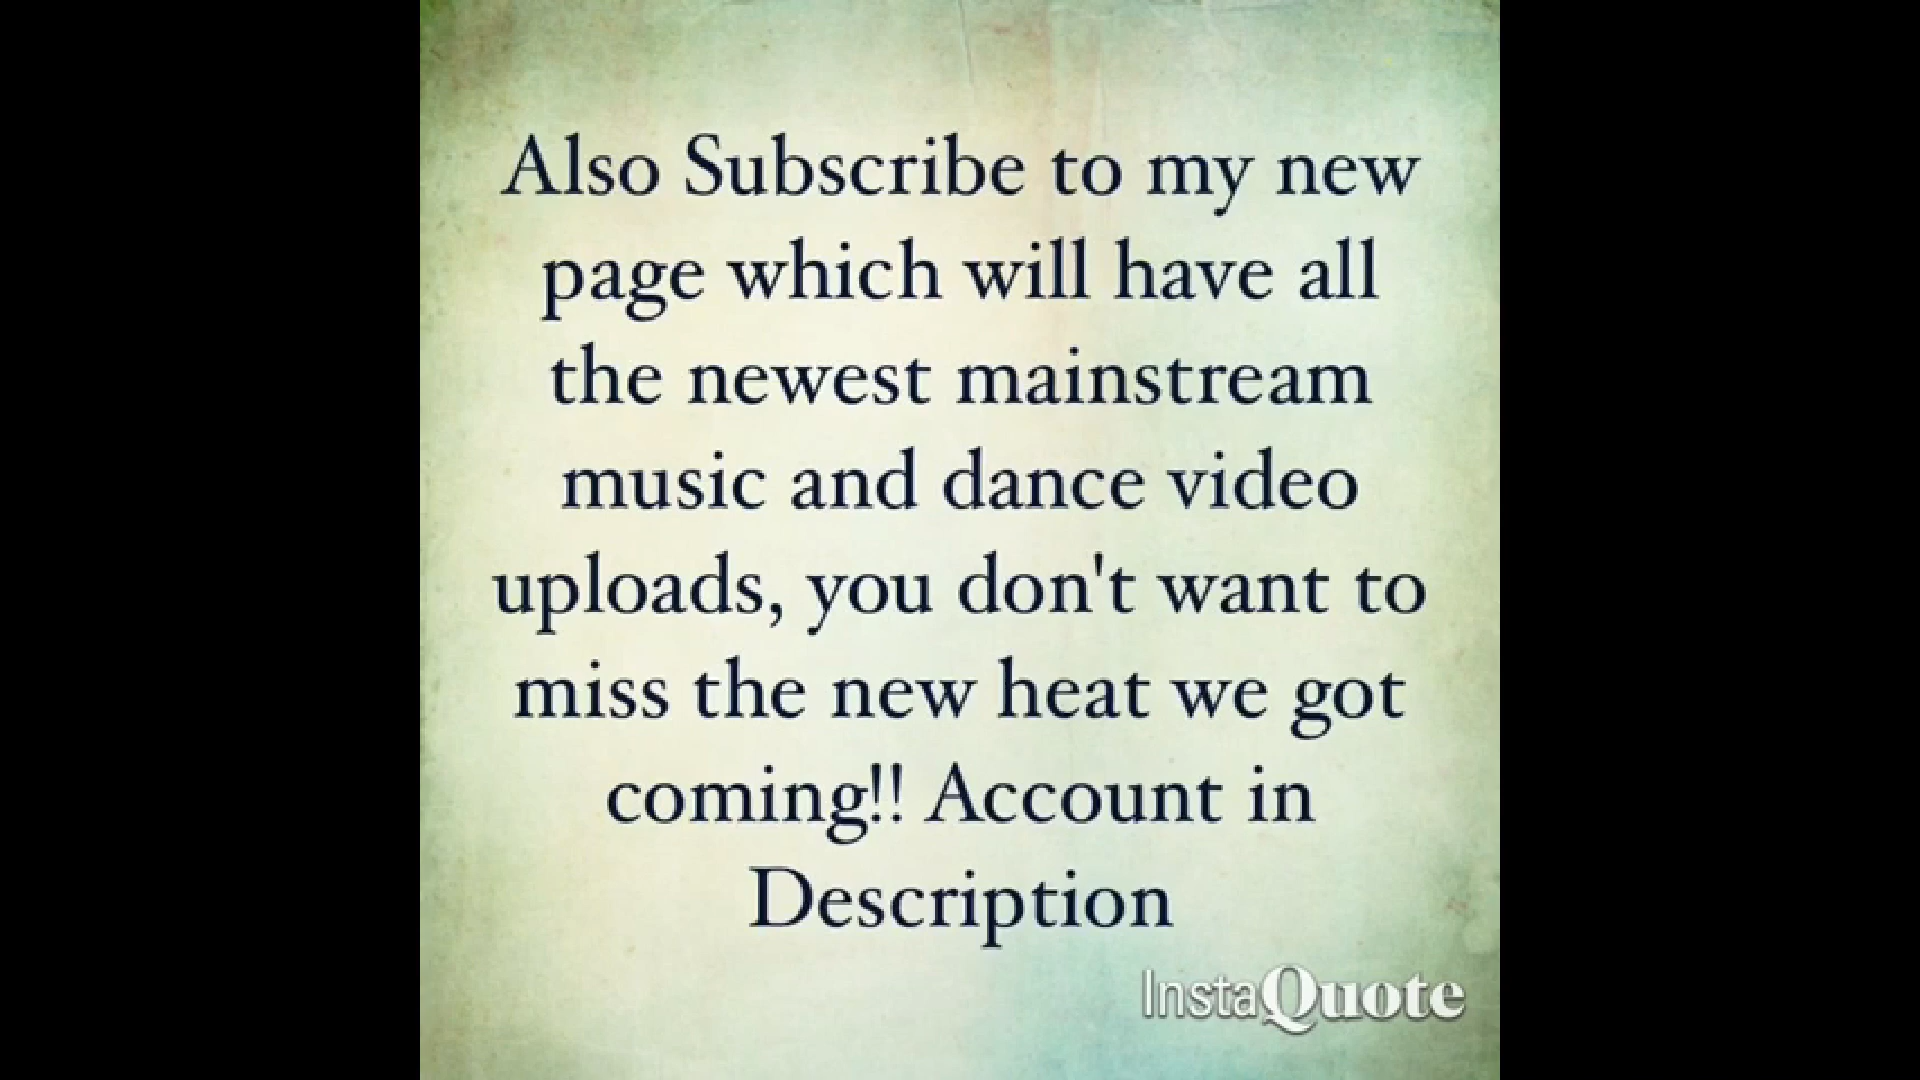 Also Subscribe to my new
page which will have all
the newest mainstream
music and dance video
uploads, you don't want to
miss the new heat we got
coming!! Account in
Description
InstaQuote